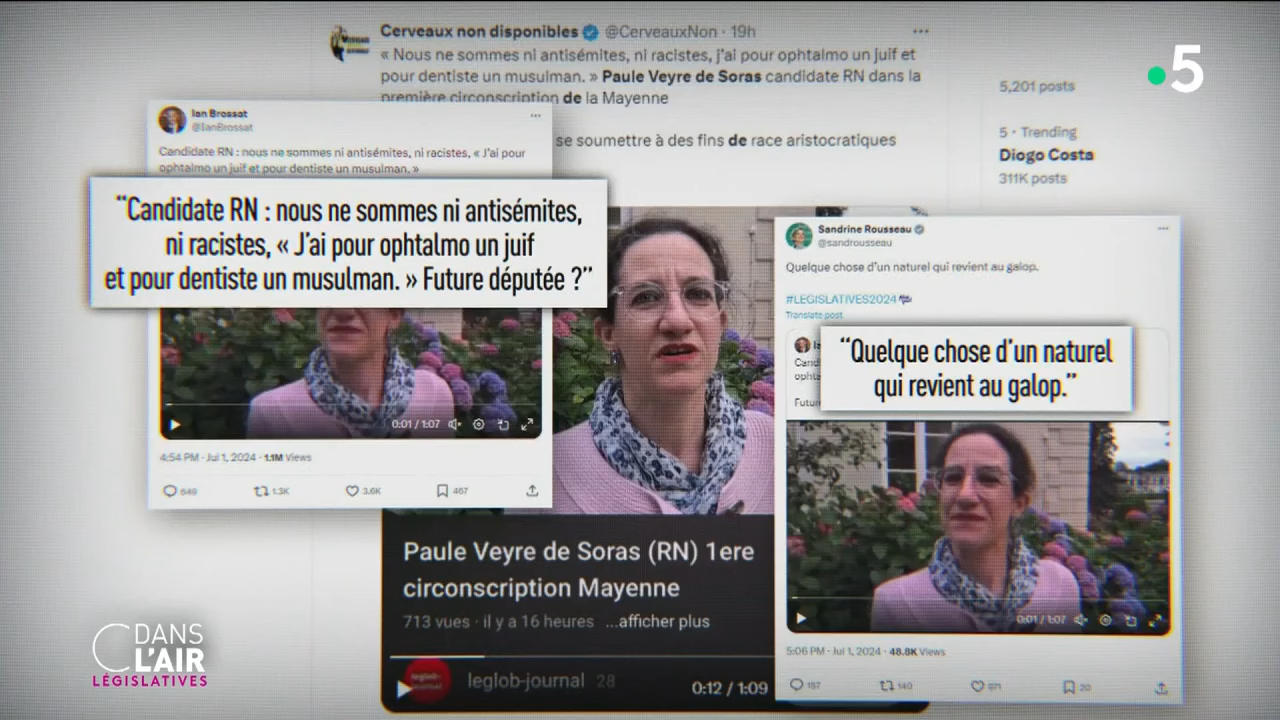 Cerveaux non disponibles @CerveauxNon · 19h
« Nous ne sommes ni antisémites, ni racistes, j'ai pour ophtalmo un juif et
pour dentiste un musulman. » Paule Veyre de Soras candidate RN dans la
première circonscription de la Mayenne
se soumettre à des fins de race aristocratiques
5
5,201 posts
5 · Trending
Diogo Costa
311K posts
Ian Brossat
@IanBrossat
Candidate RN : nous ne sommes ni antisémites, ni racistes, « J'ai pour
ophtalmo un juif et pour dentiste un musulman. »
“Candidate RN : nous ne sommes ni antisémites,
ni racistes, « J'ai pour ophtalmo un juif
et pour dentiste un musulman. » Future députée ?”
0:01 / 1:07
4:54 PM · Jul 1, 2024 · 1.1M Views
649 1.3K 3.6K 467
Sandrine Rousseau
@sandrousseau
Quelque chose d'un naturel qui revient au galop.
#LEGISLATIVES2024
Translate post
“Quelque chose d'un naturel
qui revient au galop.”
0:01 / 1:07
5:06 PM · Jul 1, 2024 · 48.8K Views
157 140 571 20
Paule Veyre de Soras (RN) 1ere
circonscription Mayenne
713 vues · il y a 16 heures ...afficher plus
leglob-journal 28
0:12 / 1:09
C DANS
L'AIR
LÉGISLATIVES